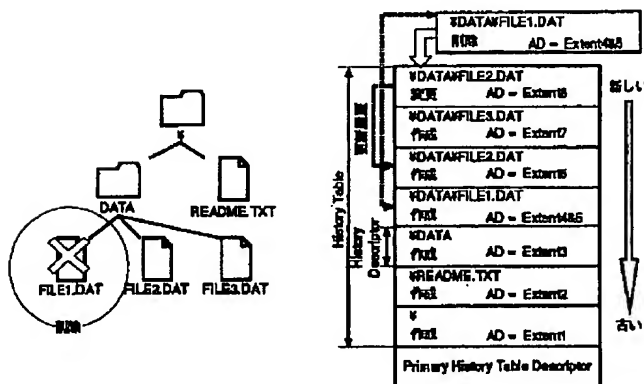 ¥
DATA
README.TXT
FILE1.DAT
FILE2.DAT
FILE3.DAT
削除
¥DATA¥FILE1.DAT
削除 AD = Extent4&5
¥DATA¥FILE2.DAT
変更 AD = Extent8
¥DATA¥FILE3.DAT
作成 AD = Extent7
¥DATA¥FILE2.DAT
作成 AD = Extent6
¥DATA¥FILE1.DAT
作成 AD = Extent4&5
¥DATA
作成 AD = Extent3
¥README.TXT
作成 AD = Extent2
¥
作成 AD = Extent1
Primary History Table Descriptor
History Table
History
Descriptor
新しい
古い